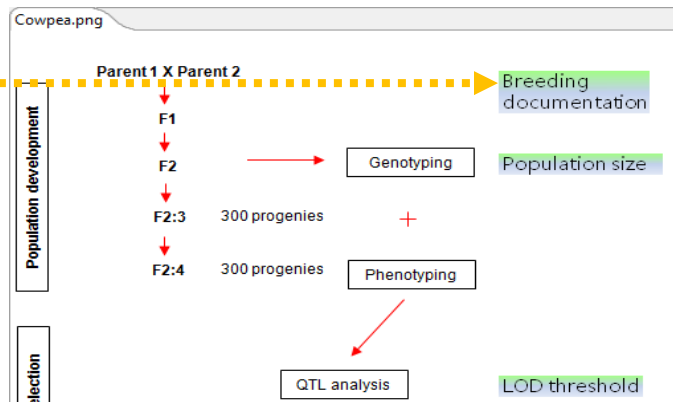 Cowpea.png
Parent 1 X Parent 2
Breeding
documentation
F1
F2
Genotyping
Population size
F2:3 300 progenies
+
F2:4 300 progenies
Phenotyping
Population development
QTL analysis
LOD threshold
election